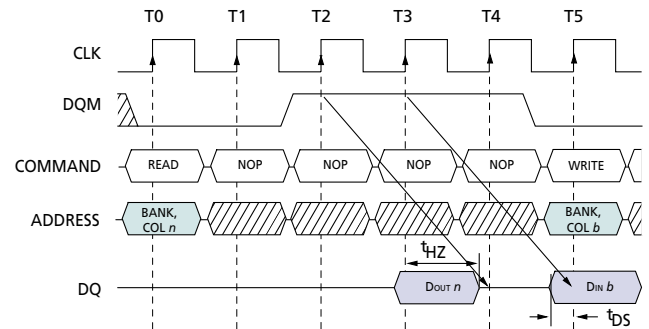 T0 T1 T2 T3 T4 T5
CLK
DQM
COMMAND READ NOP NOP NOP NOP WRITE
ADDRESS BANK, COL n BANK, COL b
tHZ
DQ DOUT n DIN b
tDS